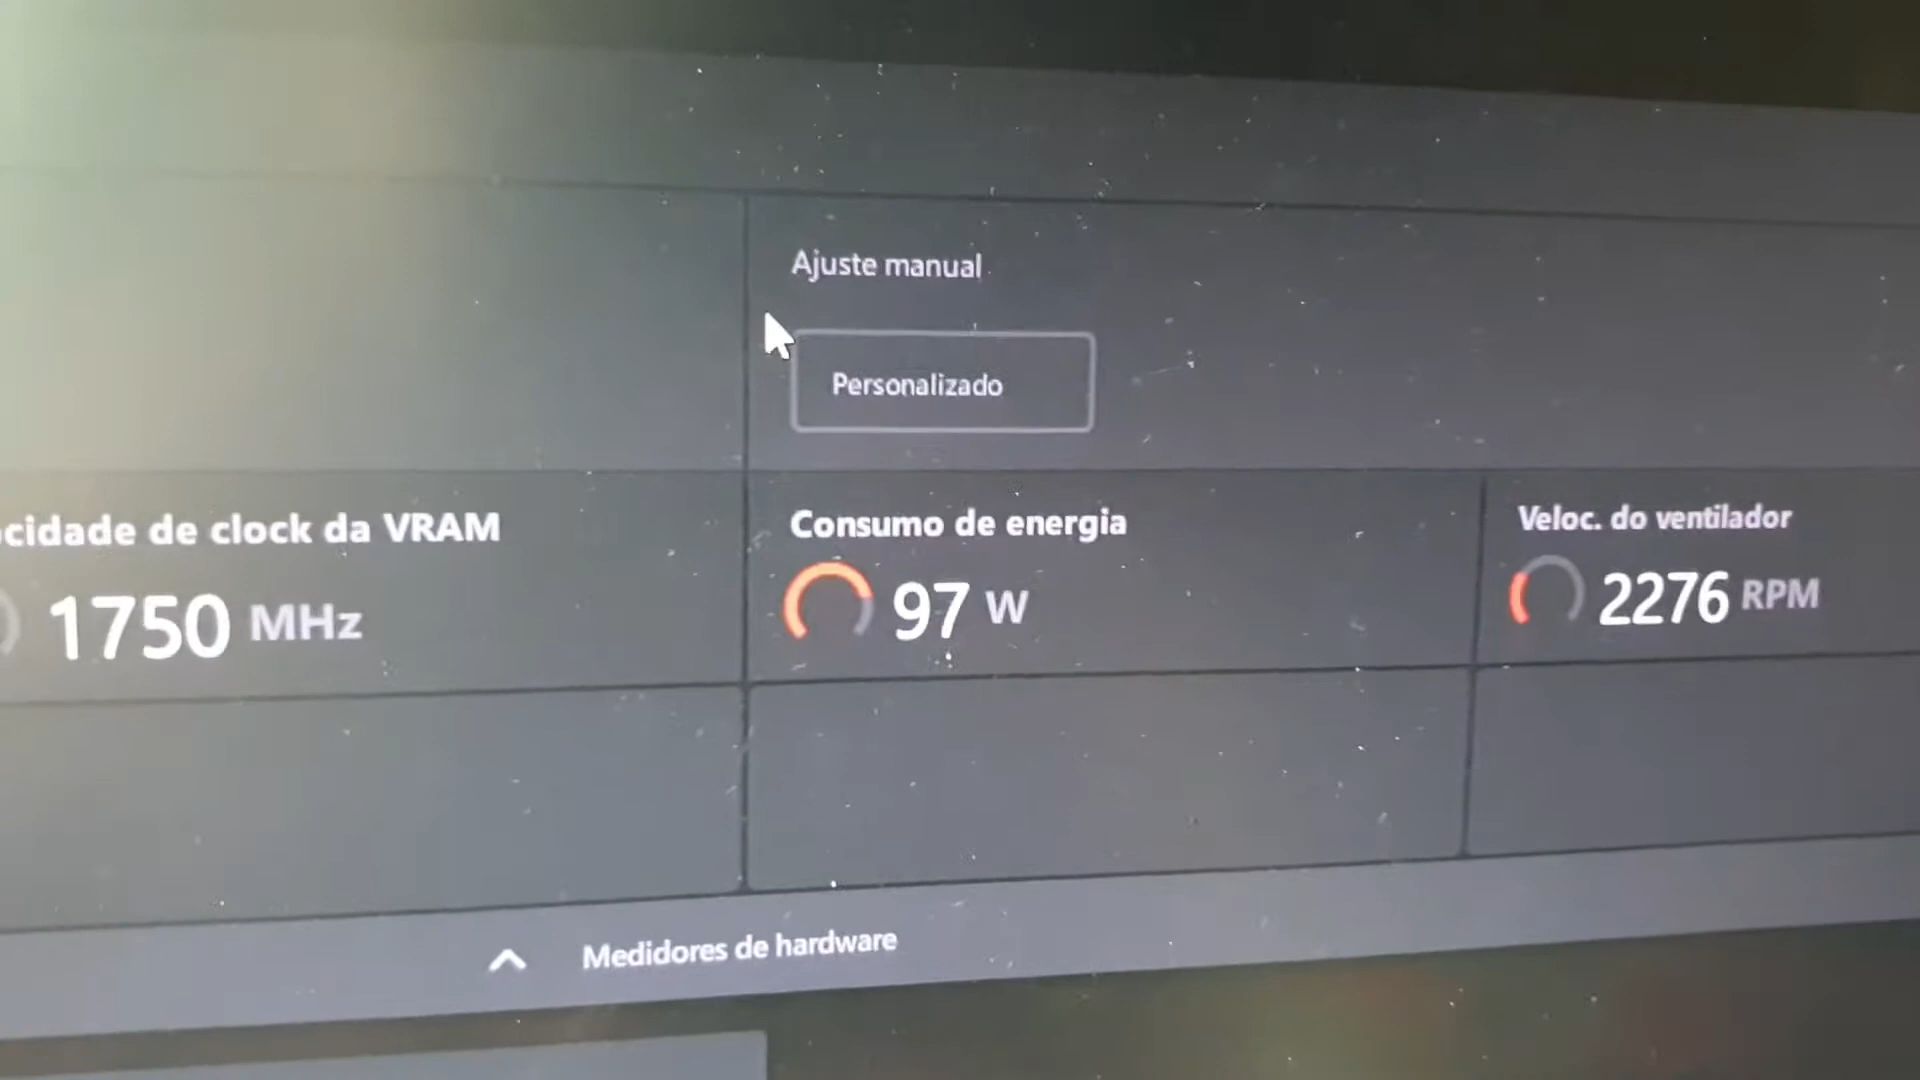 Ajuste manual
Personalizado
ocidade de clock da VRAM
1750 MHz
Consumo de energia
97 W
Veloc. do ventilador
2276 RPM
Medidores de hardware